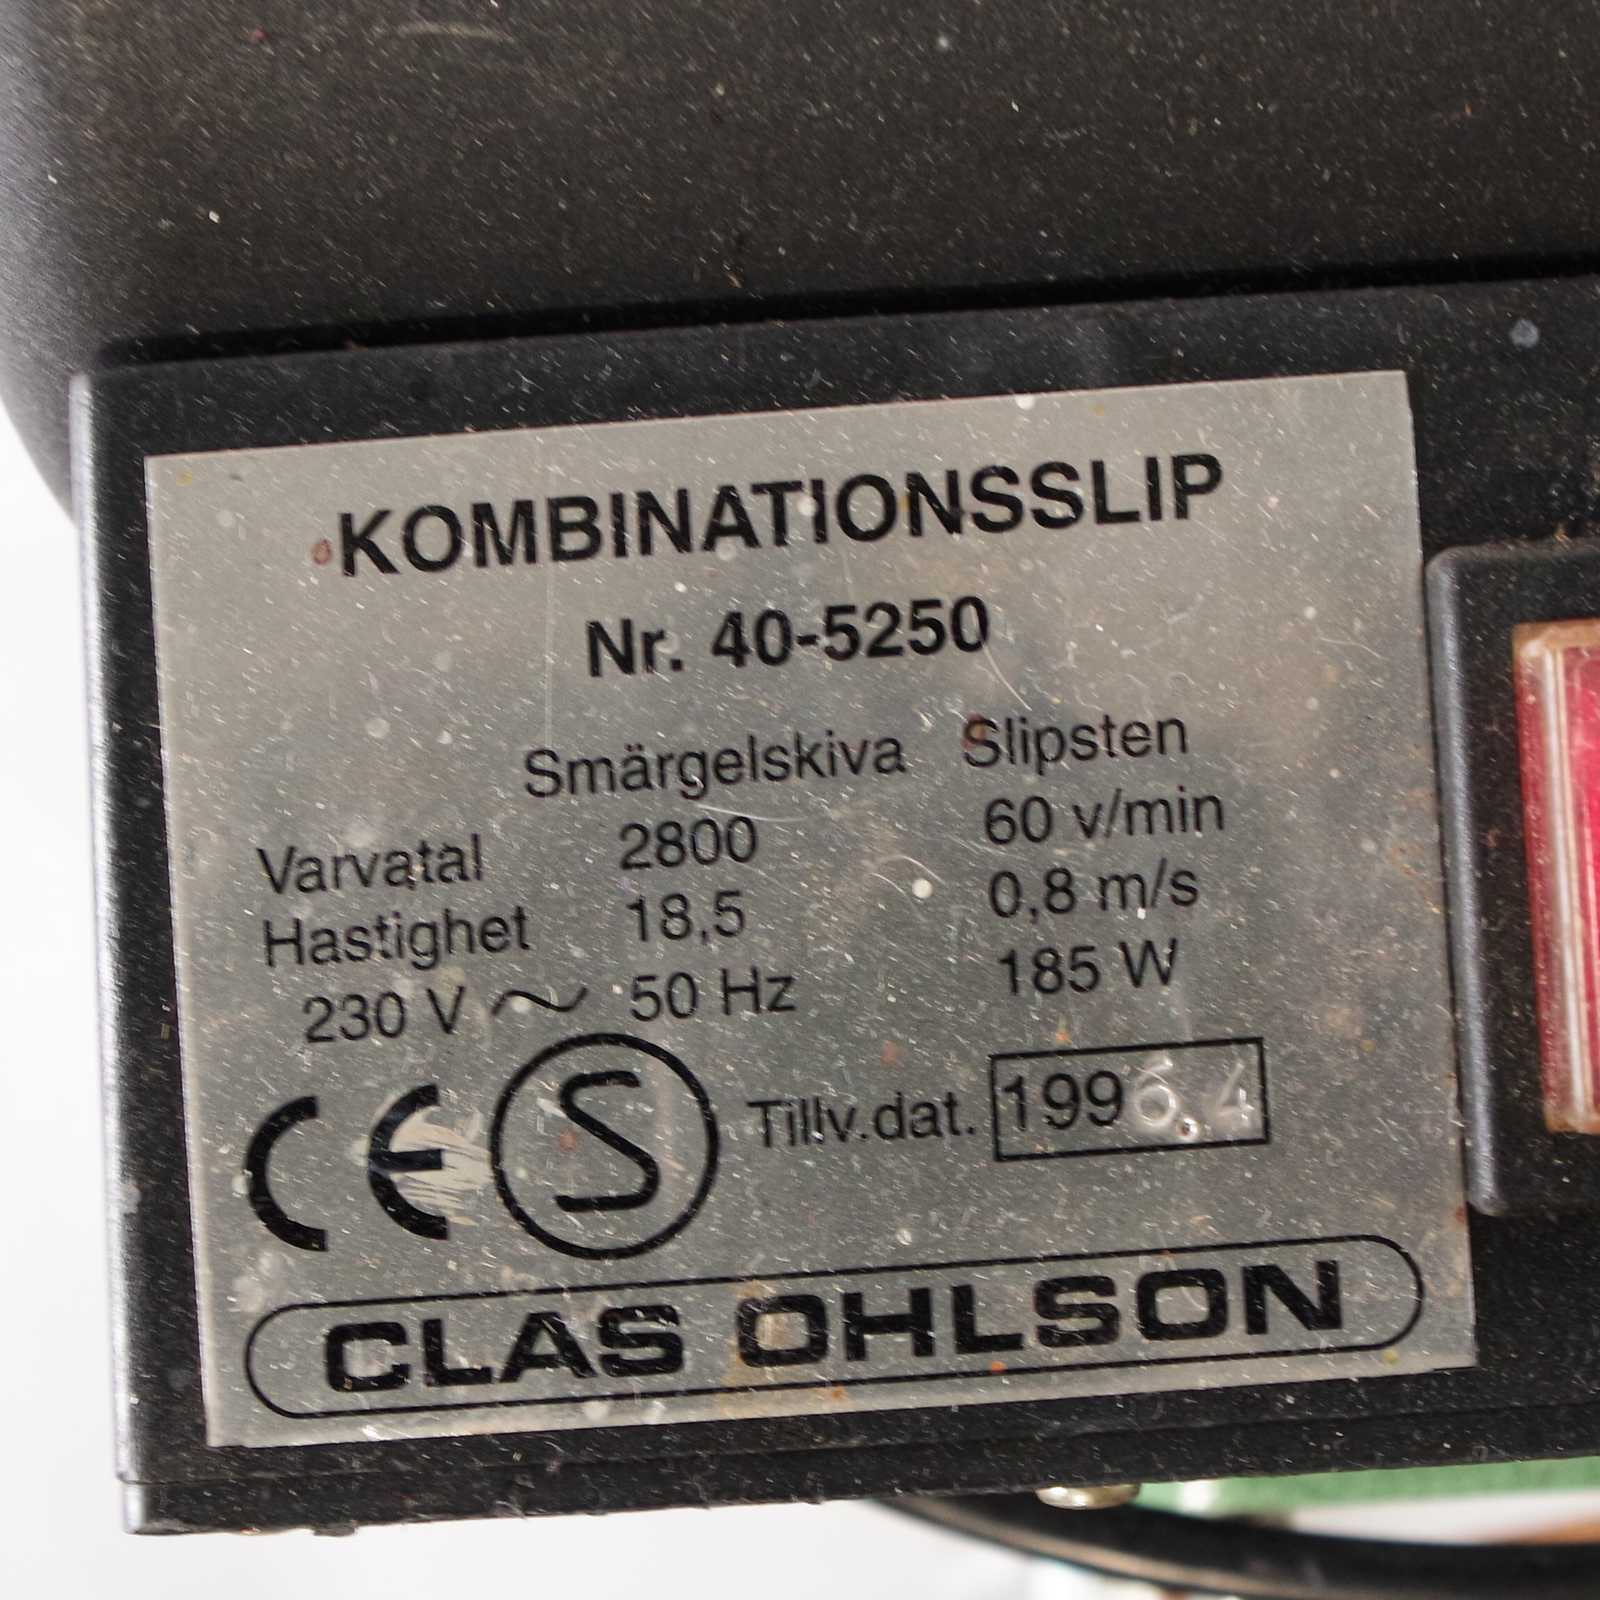 KOMBINATIONSSLIP
Nr. 40-5250
Smärgelskiva Slipsten
Varvatal 2800 60 v/min
Hastighet 18,5 0,8 m/s
230 V ~ 50 Hz 185 W
CE S Tillv.dat. 1996.4
CLAS OHLSON